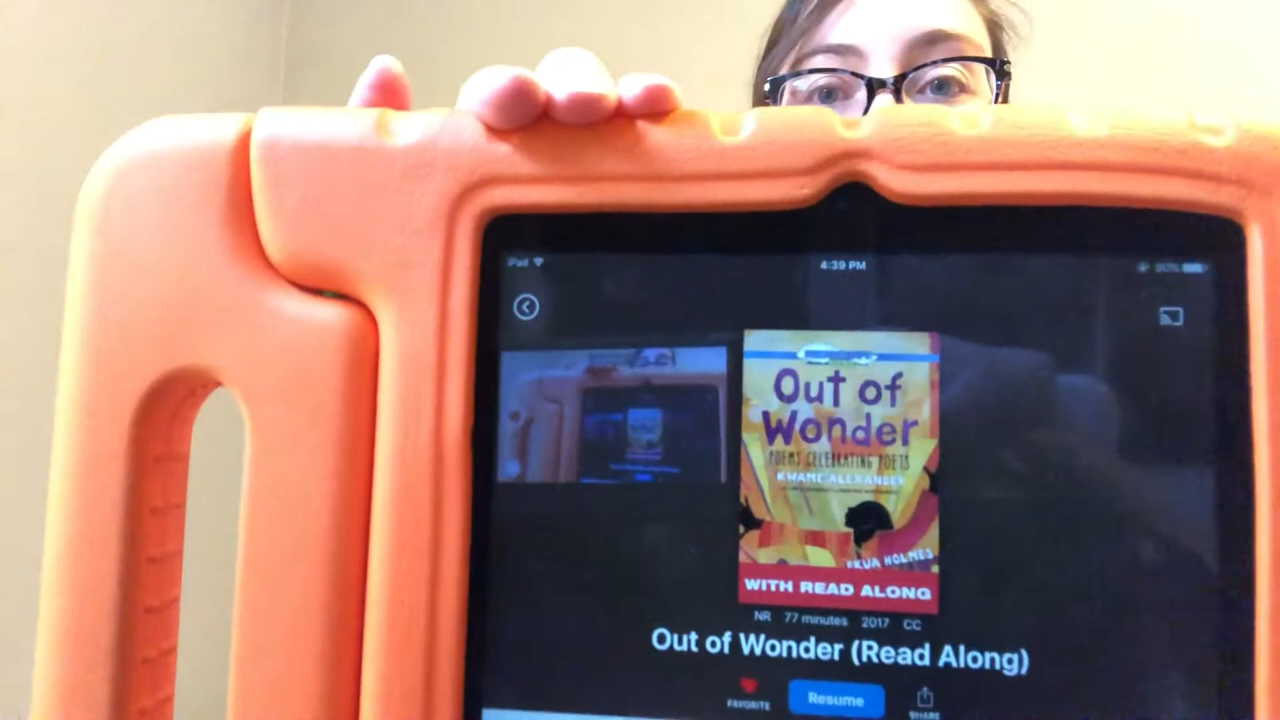 iPad
4:39 PM
90%
Out of
Wonder
POEMS CELEBRATING POETS
KWAME ALEXANDER
EKUA HOLMES
WITH READ ALONG
NR 77 minutes 2017 CC
Out of Wonder (Read Along)
FAVORITE
Resume
SHARE